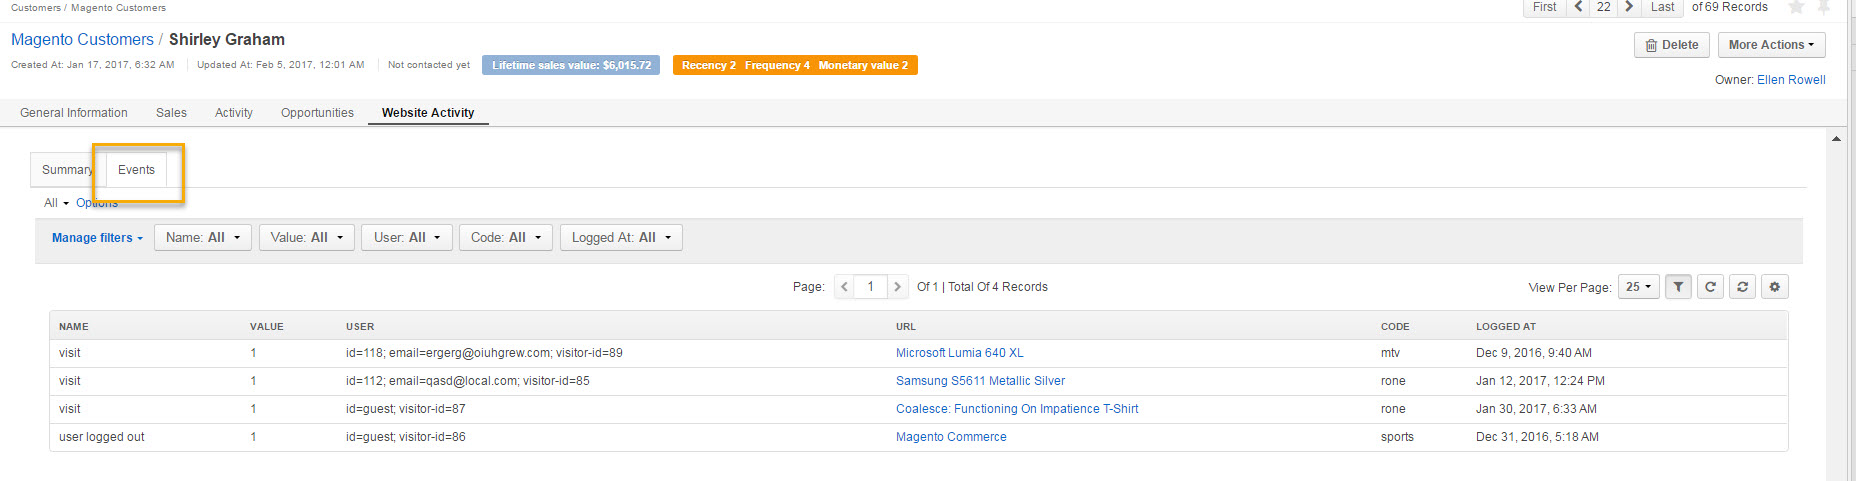 Customers / Magento Customers
First 22 Last of 69 Records
Magento Customers / Shirley Graham
Delete More Actions
Created At: Jan 17, 2017, 6:32 AM Updated At: Feb 5, 2017, 12:01 AM Not contacted yet Lifetime sales value: $6,015.72 Recency 2 Frequency 4 Monetary value 2
Owner: Ellen Rowell
General Information Sales Activity Opportunities Website Activity
Summary Events
All Options
Manage filters Name: All Value: All User: All Code: All Logged At: All
Page: 1 Of 1 | Total Of 4 Records View Per Page: 25
NAME VALUE USER URL CODE LOGGED AT
visit 1 id=118; email=ergerg@oiuhgrew.com; visitor-id=89 Microsoft Lumia 640 XL mtv Dec 9, 2016, 9:40 AM
visit 1 id=112; email=qasd@local.com; visitor-id=85 Samsung S5611 Metallic Silver rone Jan 12, 2017, 12:24 PM
visit 1 id=guest; visitor-id=87 Coalesce: Functioning On Impatience T-Shirt rone Jan 30, 2017, 6:33 AM
user logged out 1 id=guest; visitor-id=86 Magento Commerce sports Dec 31, 2016, 5:18 AM